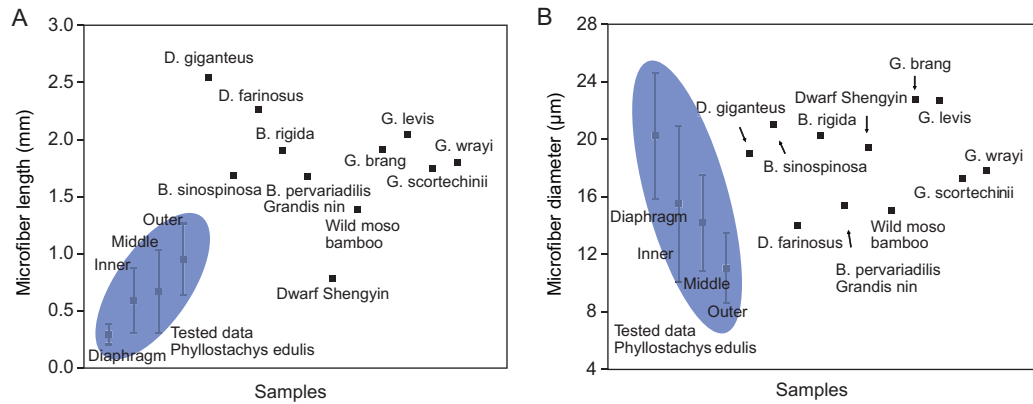 A
Microfiber length (mm)
3.0
2.5
2.0
1.5
1.0
0.5
0.0
D. giganteus
D. farinosus
B. rigida
G. levis
G. brang
G. wrayi
G. scortechinii
B. sinospinosa
B. pervariadilis
Grandis nin
Wild moso
bamboo
Dwarf Shengyin
Outer
Middle
Inner
Diaphragm
Tested data
Phyllostachys edulis
Samples
B
Microfiber diameter (μm)
28
24
20
16
12
8
4
G. brang
D. giganteus
Dwarf Shengyin
B. rigida
G. levis
B. sinospinosa
G. wrayi
G. scortechinii
Diaphragm
Inner
Middle
Outer
D. farinosus
Wild moso
bamboo
B. pervariadilis
Grandis nin
Tested data
Phyllostachys edulis
Samples